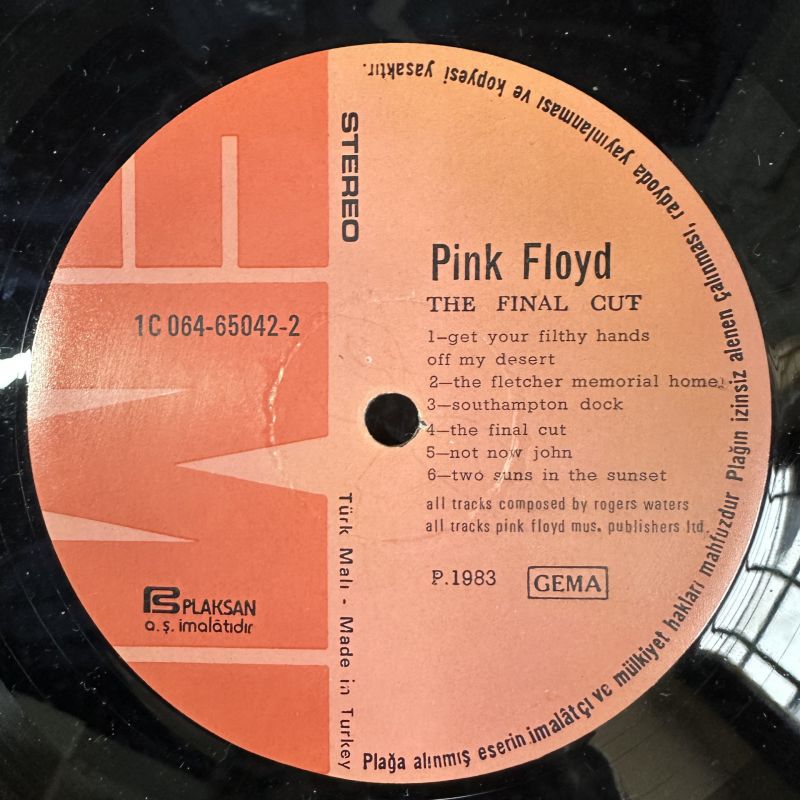 STEREO
Pink Floyd
THE FINAL CUT
1-get your filthy hands
off my desert
2-the fletcher memorial home
3-southampton dock
4-the final cut
5-not now john
6-two suns in the sunset
all tracks composed by rogers waters
all tracks pink floyd mus. publishers ltd.
P.1983 GEMA
1C 064-65042-2
EMI
PLAKSAN
a.ş. imalâtıdır
Türk Malı - Made in Turkey
Plağa alınmış eserin imalâtçı ve mülkiyet hakları mahfuzdur Plağın izinsiz alenen çalınması, radyoda yayınlanması ve kopyesi yasaktır.